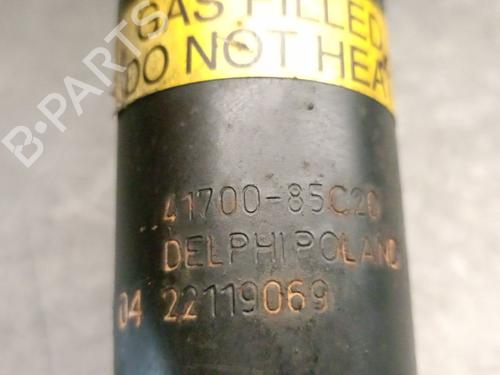 GAS FILLED
DO NOT HEAT
41700-85C20
DELPHI POLAND
04 22119069
B-PARTS